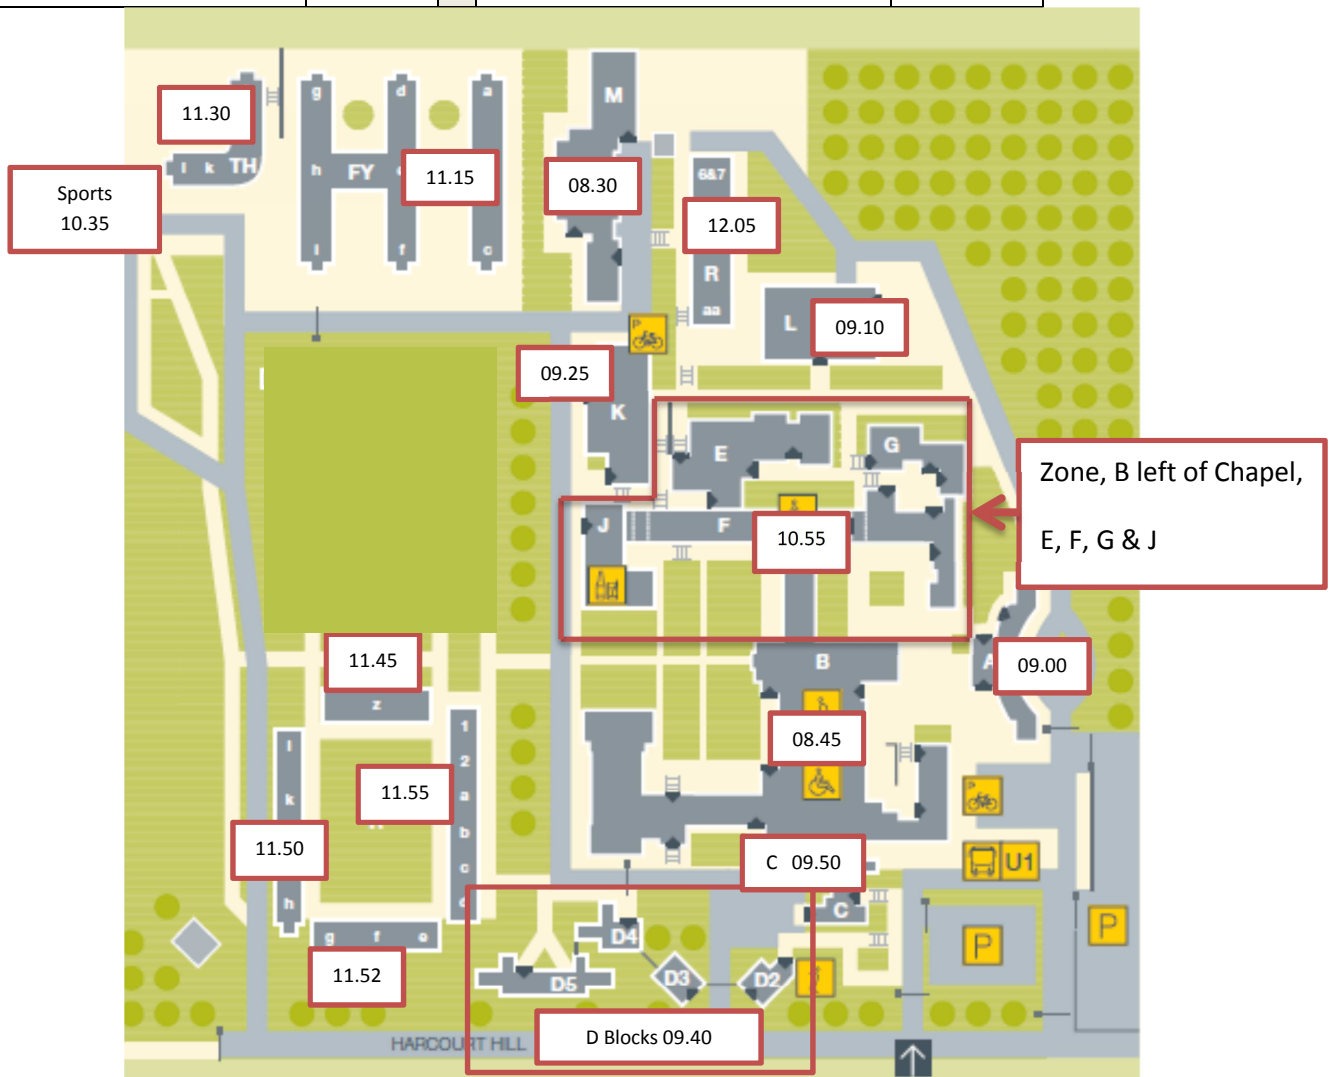 g
d
a
M
11.30
l k TH
h
FY
11.15
08.30
6&7
Sports
10.35
12.05
i
f
c
R
aa
L
09.10
P
09.25
K
E
G
Zone, B left of Chapel,
E, F, G & J
J
F
10.55
11.45
B
A
09.00
z
08.45
l
1
2
k
11.55
a
b
P
11.50
C 09.50
U1
c
h
d
C
g f e
D4
P
P
11.52
D5
D3
D2
D Blocks 09.40
HARCOURT HILL